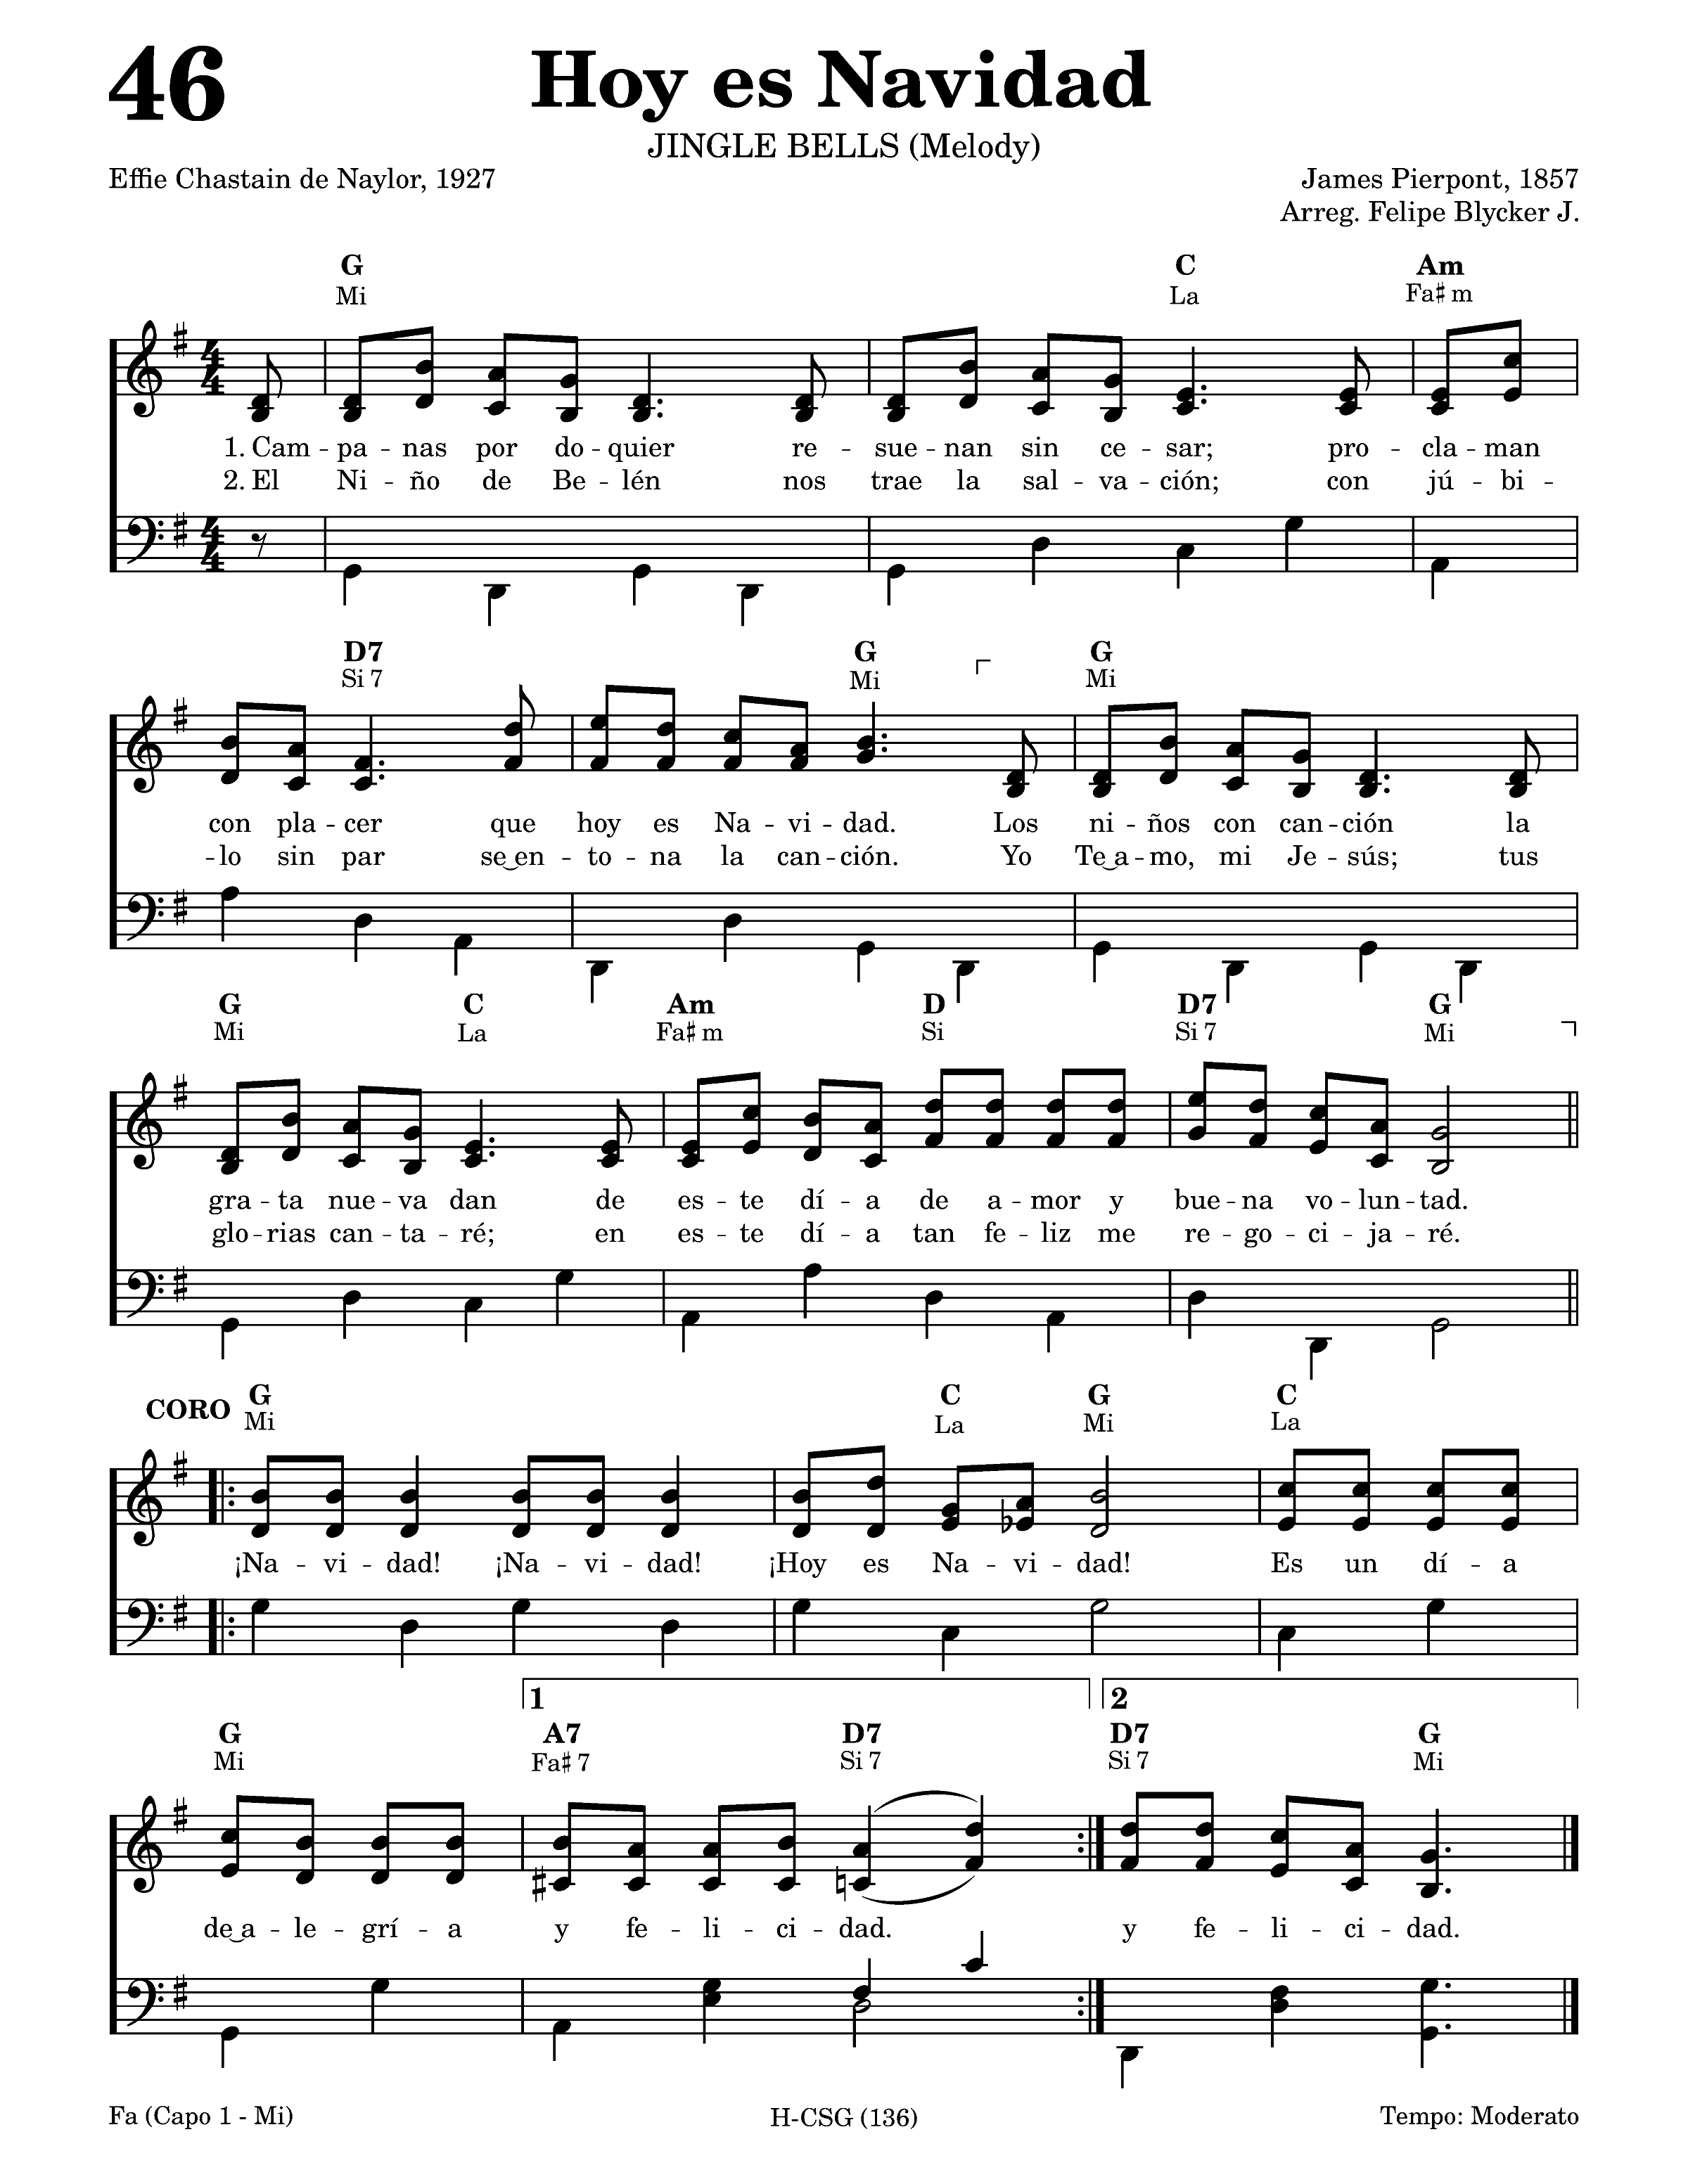 46
Hoy es Navidad
JINGLE BELLS (Melody)
Effie Chastain de Naylor, 1927
James Pierpont, 1857
Arreg. Felipe Blycker J.
G C Am
Mi La Fa♯ m
4 4
1. Cam – pa – nas por do – quier re – sue – nan sin ce – sar; pro – cla – man
2. El Ni – ño de Be – lén nos trae la sal – va – ción; con jú – bi –
4 4
D7 G G
Si 7 Mi Mi
con pla – cer que hoy es Na – vi – dad. Los ni – ños con can – ción la
– lo sin par se‿en – to – na la can – ción. Yo Te‿a – mo, mi Je – sús; tus
G C Am D D7 G
Mi La Fa♯ m Si Si 7 Mi
gra – ta nue – va dan de es – te dí – a de a – mor y bue – na vo – lun – tad.
glo – rias can – ta – ré; en es – te dí – a tan fe – liz me re – go – ci – ja – ré.
G C G C
CORO Mi La Mi La
¡Na – vi – dad! ¡Na – vi – dad! ¡Hoy es Na – vi – dad! Es un dí – a
1 2
G A7 D7 D7 G
Mi Fa♯ 7 Si 7 Si 7 Mi
de‿a – le – grí – a y fe – li – ci – dad. y fe – li – ci – dad.
Fa (Capo 1 - Mi)
H-CSG (136)
Tempo: Moderato